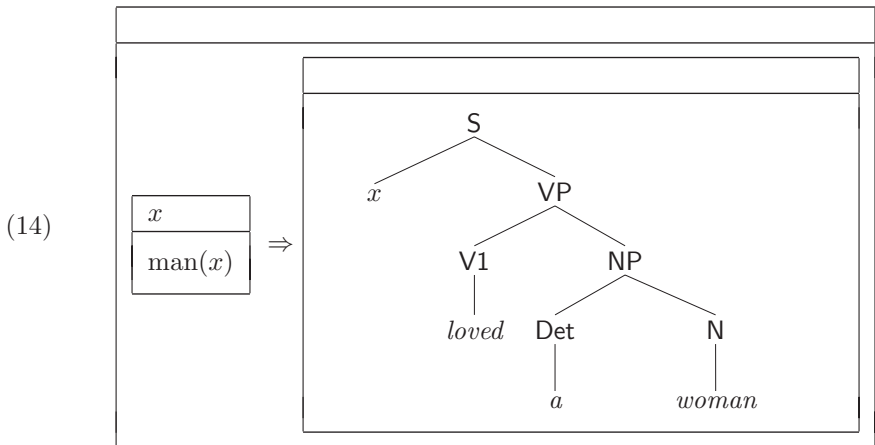 S
x VP
(14)
x
⇒
man(x)
V1 NP
loved Det N
a woman